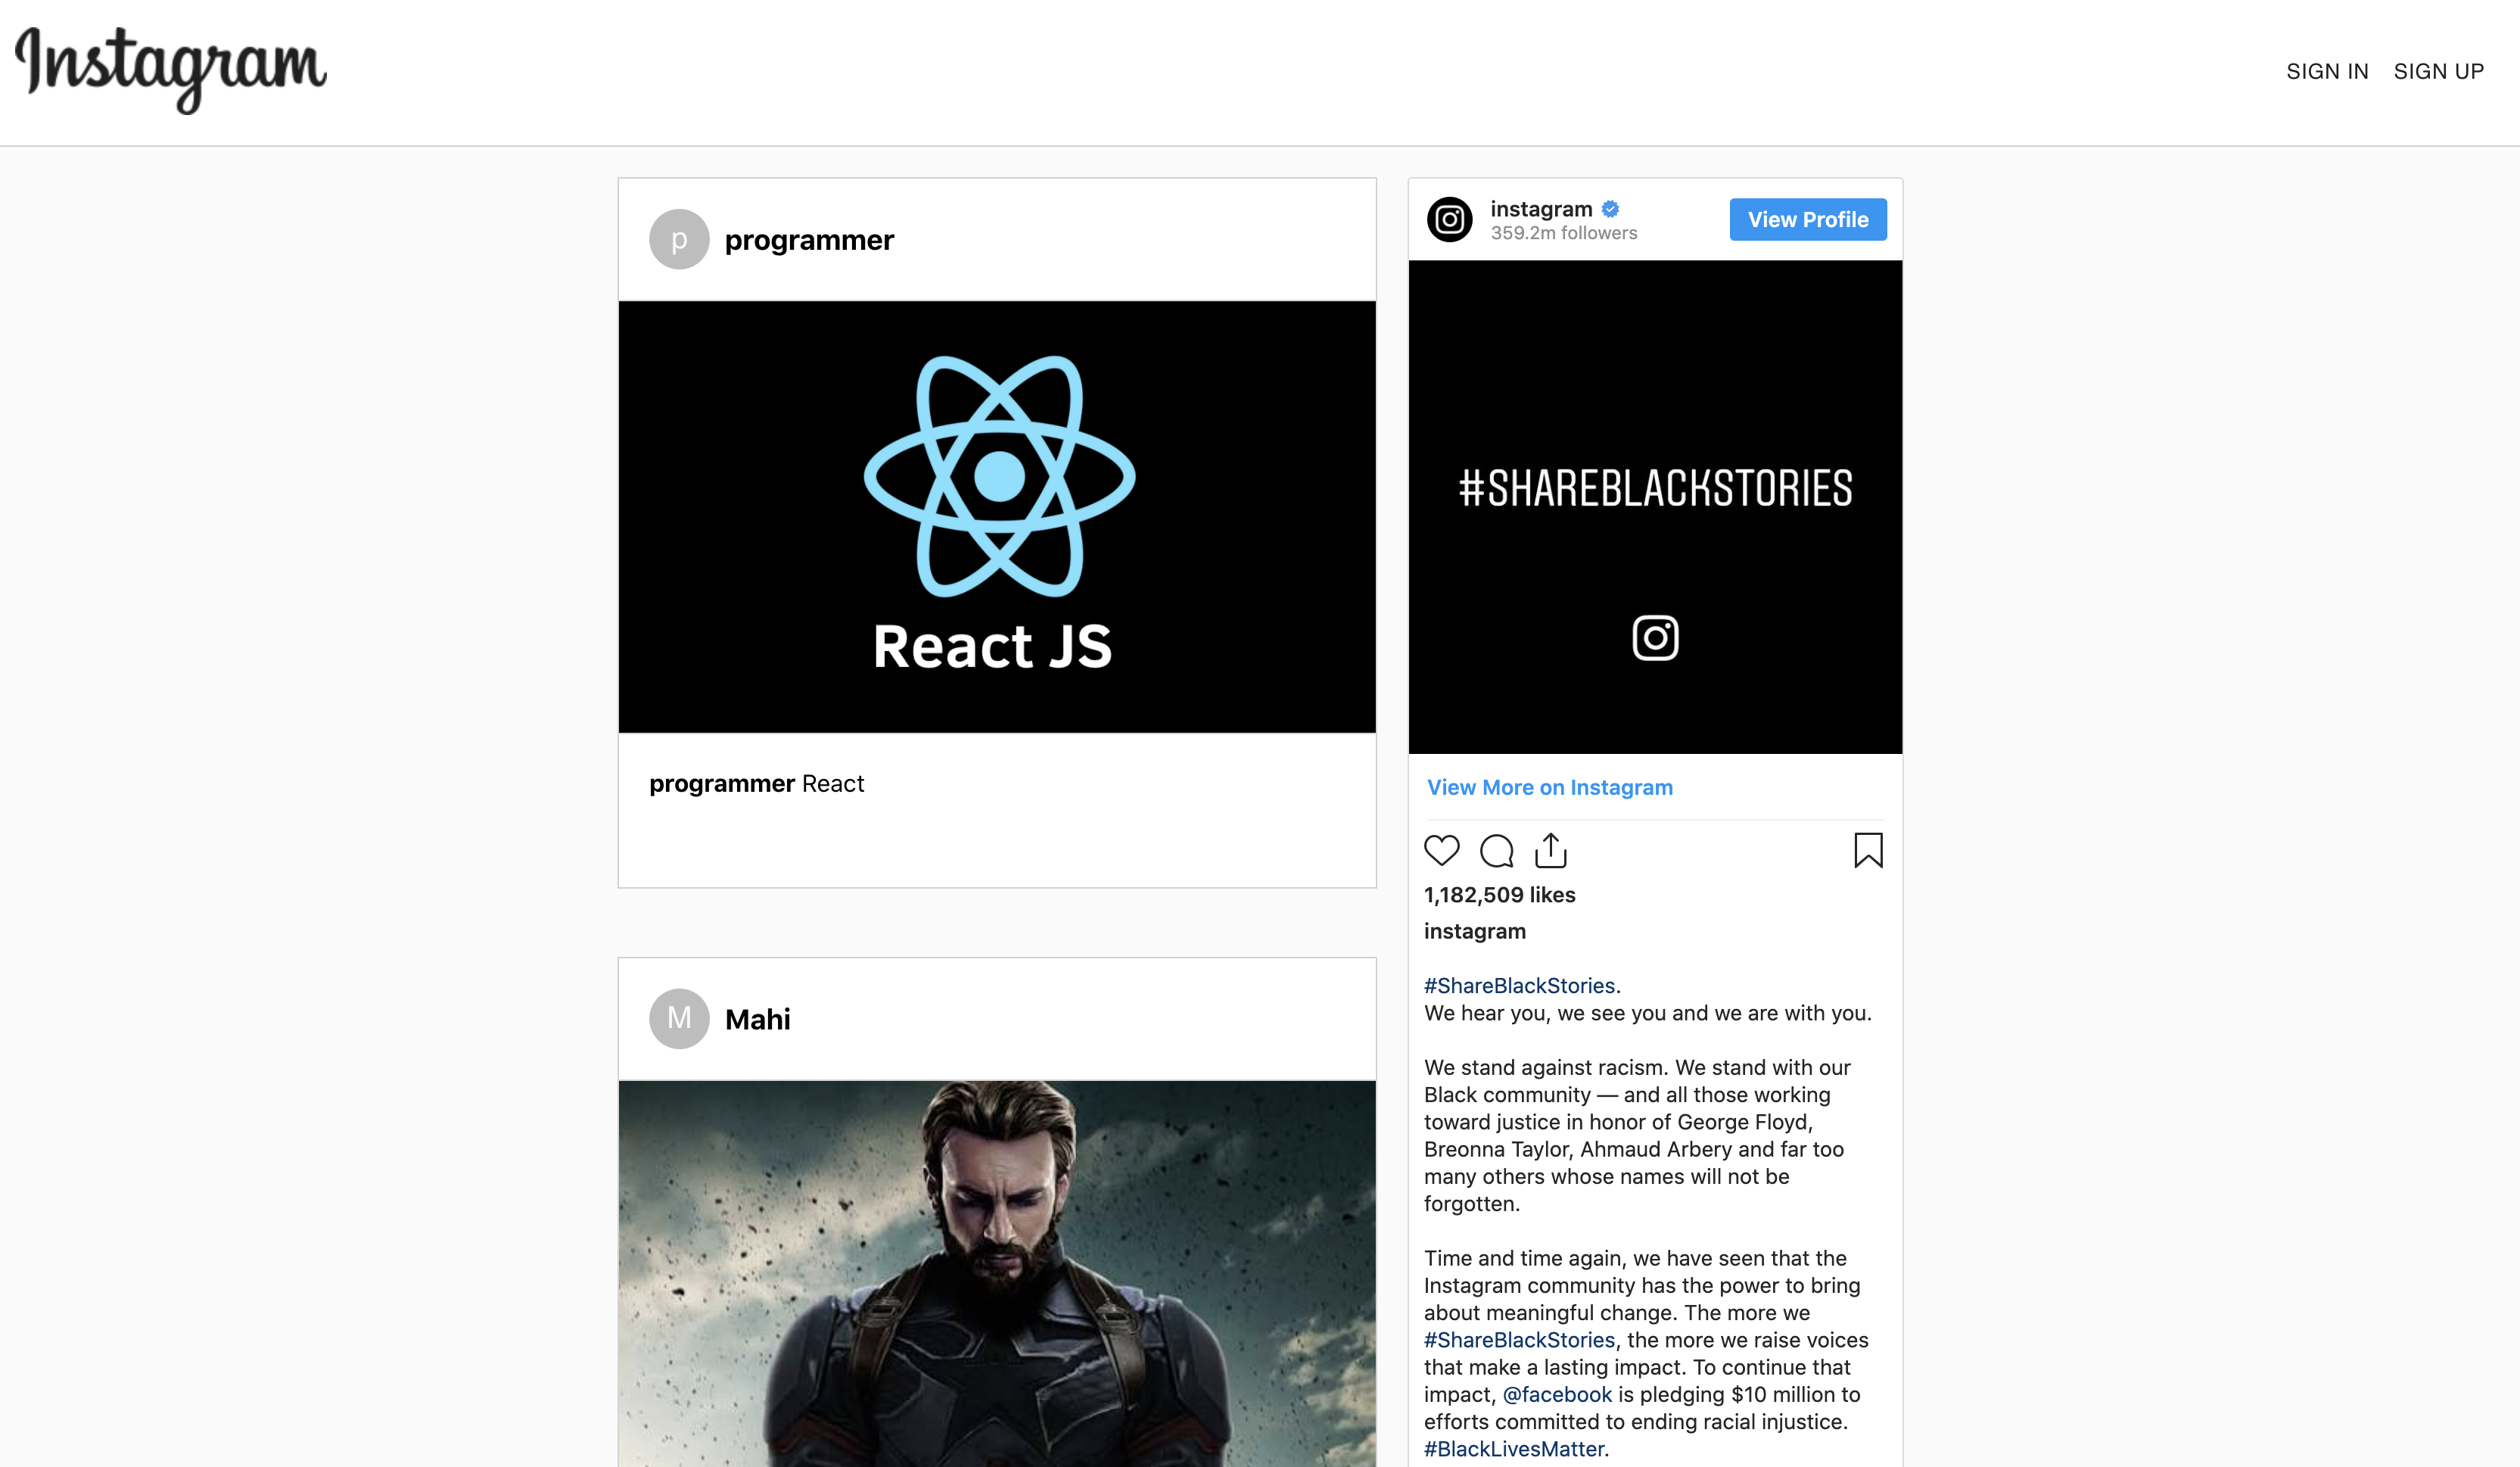 Instagram
SIGN IN SIGN UP
p programmer
React JS
programmer React
M Mahi
instagram
359.2m followers
View Profile
#SHAREBLACKSTORIES
View More on Instagram
1,182,509 likes
instagram
#ShareBlackStories.
We hear you, we see you and we are with you.
We stand against racism. We stand with our
Black community — and all those working
toward justice in honor of George Floyd,
Breonna Taylor, Ahmaud Arbery and far too
many others whose names will not be
forgotten.
Time and time again, we have seen that the
Instagram community has the power to bring
about meaningful change. The more we
#ShareBlackStories, the more we raise voices
that make a lasting impact. To continue that
impact, @facebook is pledging $10 million to
efforts committed to ending racial injustice.
#BlackLivesMatter.